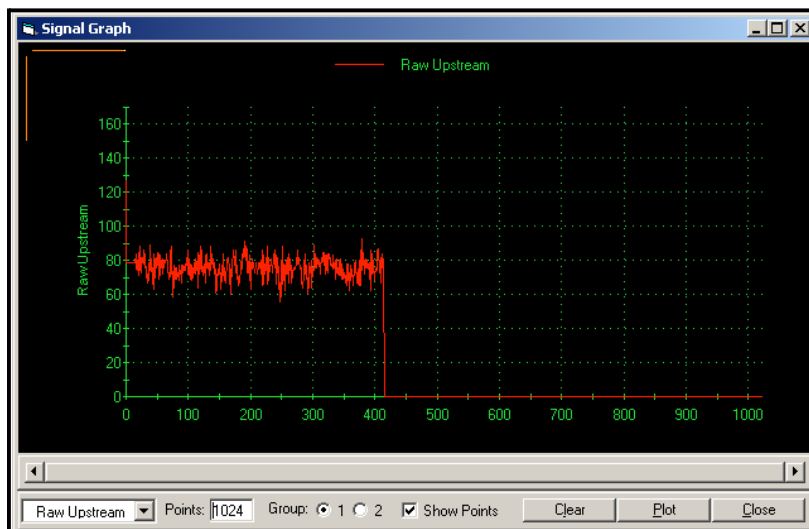 Signal Graph
Raw Upstream
160
140
120
100
80
60
40
20
0
Raw Upstream
0 100 200 300 400 500 600 700 800 900 1000
Raw Upstream Points: 1024 Group: 1 2 Show Points Clear Plot Close